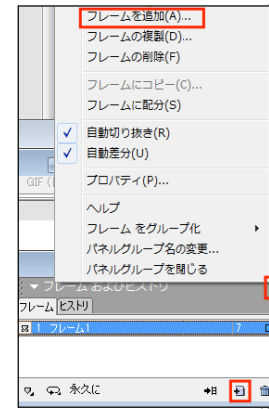 フレームを追加(A)...
フレームの複製(D)...
フレームの削除(F)
フレームにコピー(C)...
フレームに配分(S)
自動切り抜き(R)
自動差分(U)
GIF (
プロパティ(P)...
ヘルプ
フレーム をグループ化
パネルグループ名の変更...
パネルグループを閉じる
フレーム およびヒストリ
フレーム ヒストリ
1 フレーム1 7
永久に